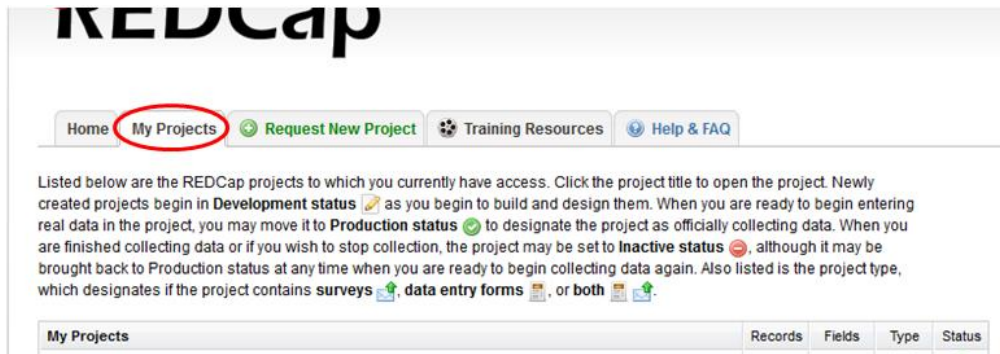 REDCap
Home My Projects Request New Project Training Resources Help & FAQ
Listed below are the REDCap projects to which you currently have access. Click the project title to open the project. Newly
created projects begin in Development status as you begin to build and design them. When you are ready to begin entering
real data in the project, you may move it to Production status to designate the project as officially collecting data. When you
are finished collecting data or if you wish to stop collection, the project may be set to Inactive status , although it may be
brought back to Production status at any time when you are ready to begin collecting data again. Also listed is the project type,
which designates if the project contains surveys , data entry forms , or both .
My Projects Records Fields Type Status